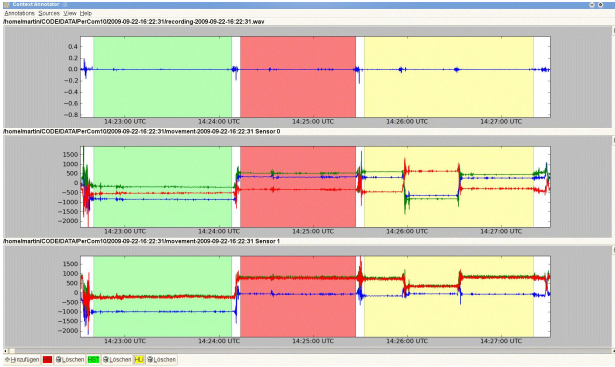 Context Annotator
Annotations Sources View Help
/home/martin/CODE/DATA/PerCom10/2009-09-22-16:22:31/recording-2009-09-22-16:22:31.wav
0.4
0.2
0.0
−0.2
−0.4
−0.6
−0.8
14:23:00 UTC 14:24:00 UTC 14:25:00 UTC 14:26:00 UTC 14:27:00 UTC
/home/martin/CODE/DATA/PerCom10/2009-09-22-16:22:31/movement-2009-09-22-16:22:31 Sensor 0
1500
1000
500
0
−500
−1000
−1500
−2000
14:23:00 UTC 14:24:00 UTC 14:25:00 UTC 14:26:00 UTC 14:27:00 UTC
/home/martin/CODE/DATA/PerCom10/2009-09-22-16:22:31/movement-2009-09-22-16:22:31 Sensor 1
1500
1000
500
0
−500
−1000
−1500
−2000
14:23:00 UTC 14:24:00 UTC 14:25:00 UTC 14:26:00 UTC 14:27:00 UTC
Hinzufügen Löschen Löschen HLI Löschen